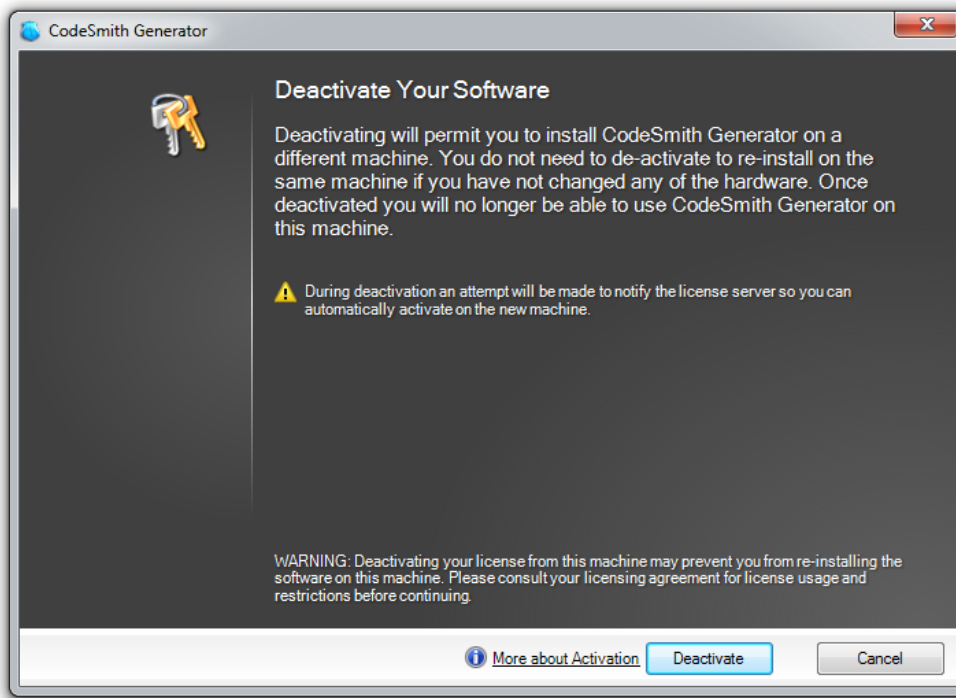 CodeSmith Generator
Deactivate Your Software
Deactivating will permit you to install CodeSmith Generator on a
different machine. You do not need to de-activate to re-install on the
same machine if you have not changed any of the hardware. Once
deactivated you will no longer be able to use CodeSmith Generator on
this machine.
During deactivation an attempt will be made to notify the license server so you can
automatically activate on the new machine.
WARNING: Deactivating your license from this machine may prevent you from re-installing the
software on this machine. Please consult your licensing agreement for license usage and
restrictions before continuing.
More about Activation Deactivate Cancel